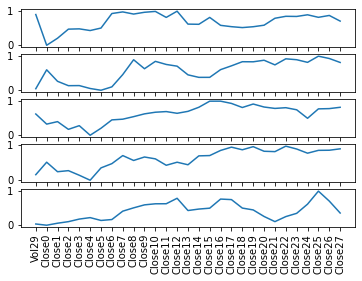 1
0
1
0
1
0
1
0
1
0
Vol29
Close0
Close1
Close2
Close3
Close4
Close5
Close6
Close7
Close8
Close9
Close10
Close11
Close12
Close13
Close14
Close15
Close16
Close17
Close18
Close19
Close20
Close21
Close22
Close23
Close24
Close25
Close26
Close27